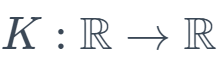 K : ℝ → ℝ